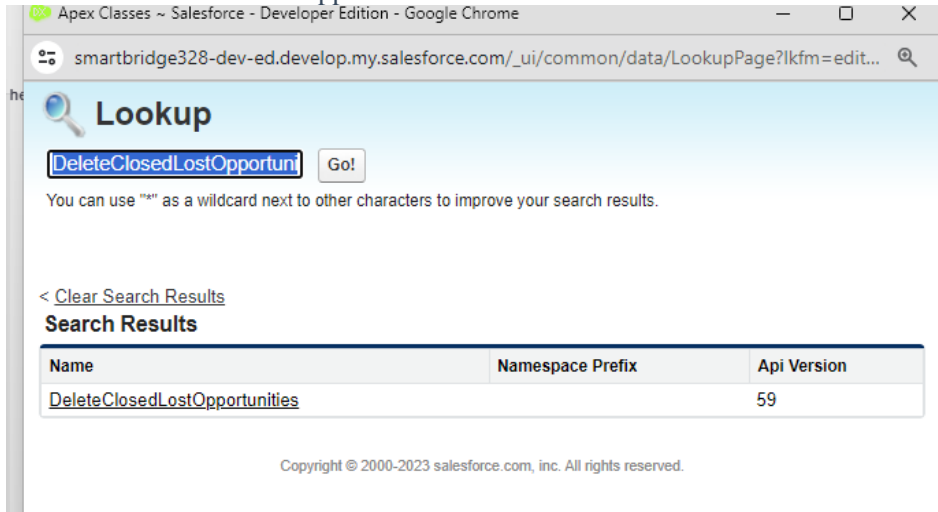 Apex Classes ~ Salesforce - Developer Edition - Google Chrome
smartbridge328-dev-ed.develop.my.salesforce.com/_ui/common/data/LookupPage?lkfm=edit...
he
Lookup
DeleteClosedLostOpportuni Go!
You can use "*" as a wildcard next to other characters to improve your search results.
< Clear Search Results
Search Results
Name Namespace Prefix Api Version
DeleteClosedLostOpportunities 59
Copyright © 2000-2023 salesforce.com, inc. All rights reserved.